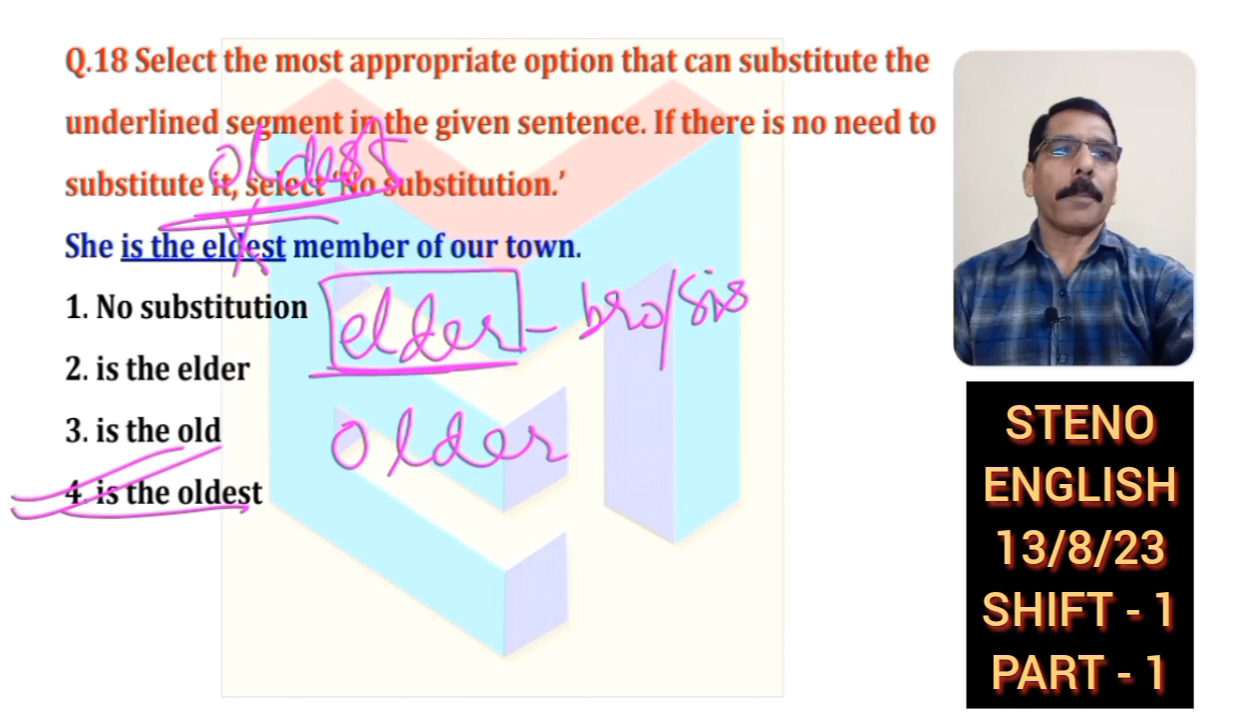 Q.18 Select the most appropriate option that can substitute the
underlined segment in the given sentence. If there is no need to
oldest
substitute it, select ‘No substitution.’
She is the eldest member of our town.
1. No substitution
elder - bro/sis
2. is the elder
3. is the old
older
4. is the oldest
STENO
ENGLISH
13/8/23
SHIFT - 1
PART - 1